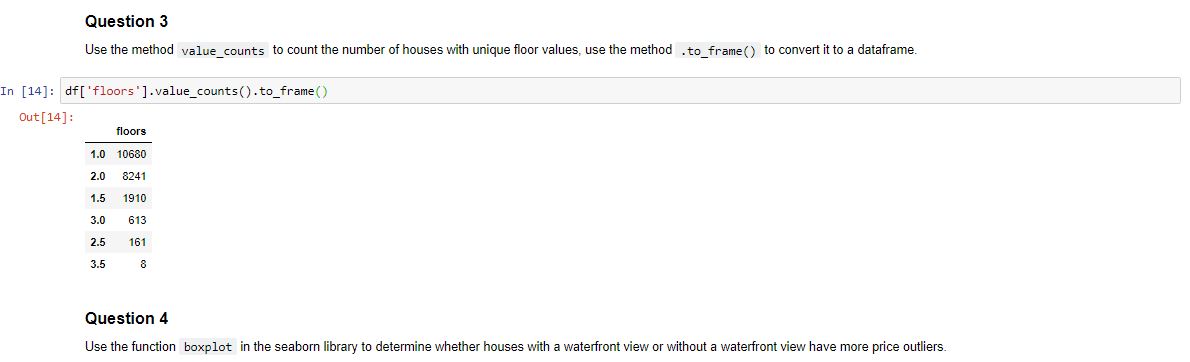 Question 3
Use the method value_counts to count the number of houses with unique floor values, use the method .to_frame() to convert it to a dataframe.
In [14]: df['floors'].value_counts().to_frame()
Out[14]:
floors
1.0 10680
2.0 8241
1.5 1910
3.0 613
2.5 161
3.5 8
Question 4
Use the function boxplot in the seaborn library to determine whether houses with a waterfront view or without a waterfront view have more price outliers.